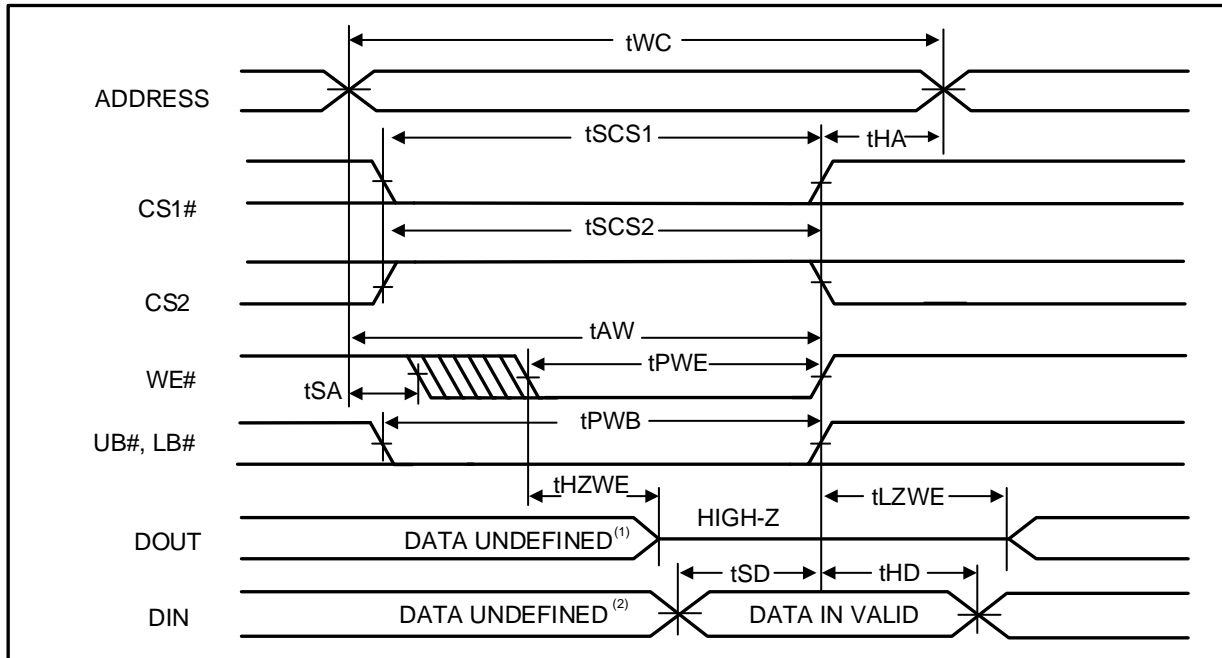 tWC
ADDRESS
tSCS1
tHA
CS1#
tSCS2
CS2
tAW
WE#
tPWE
tSA
tPWB
UB#, LB#
tHZWE
tLZWE
HIGH-Z
DOUT
DATA UNDEFINED(1)
tSD
tHD
DIN
DATA UNDEFINED (2)
DATA IN VALID